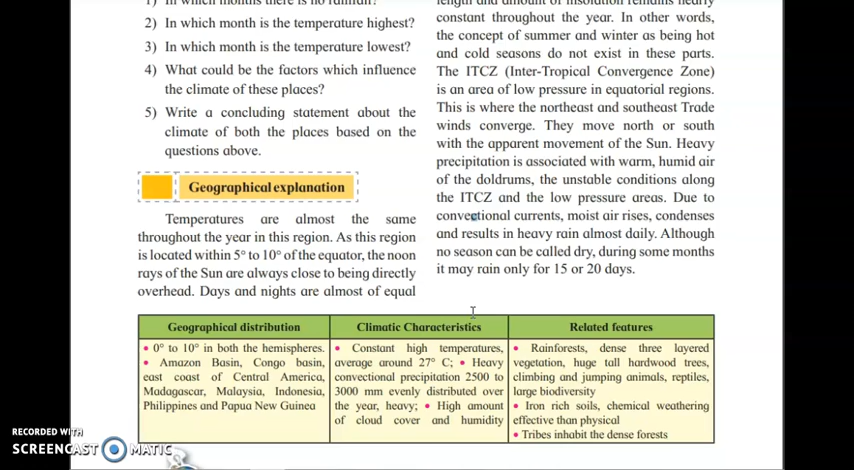 1) In which months there is no rainfall?
2) In which month is the temperature highest?
3) In which month is the temperature lowest?
4) What could be the factors which influence
the climate of these places?
5) Write a concluding statement about the
climate of both the places based on the
questions above.
Geographical explanation
Temperatures are almost the same
throughout the year in this region. As this region
is located within 5° to 10° of the equator, the noon
rays of the Sun are always close to being directly
overhead. Days and nights are almost of equal
length and amount of insolation remains nearly
constant throughout the year. In other words,
the concept of summer and winter as being hot
and cold seasons do not exist in these parts.
The ITCZ (Inter-Tropical Convergence Zone)
is an area of low pressure in equatorial regions.
This is where the northeast and southeast Trade
winds converge. They move north or south
with the apparent movement of the Sun. Heavy
precipitation is associated with warm, humid air
of the doldrums, the unstable conditions along
the ITCZ and the low pressure areas. Due to
convectional currents, moist air rises, condenses
and results in heavy rain almost daily. Although
no season can be called dry, during some months
it may rain only for 15 or 20 days.
Geographical distribution
• 0° to 10° in both the hemispheres.
• Amazon Basin, Congo basin,
east coast of Central America,
Madagascar, Malaysia, Indonesia,
Philippines and Papua New Guinea
Climatic Characteristics
• Constant high temperatures,
average around 27° C; • Heavy
convectional precipitation 2500 to
3000 mm evenly distributed over
the year, heavy; • High amount
of cloud cover and humidity
Related features
• Rainforests, dense three layered
vegetation, huge tall hardwood trees,
climbing and jumping animals, reptiles,
large biodiversity
• Iron rich soils, chemical weathering
effective than physical
• Tribes inhabit the dense forests
RECORDED WITH
SCREENCAST MATIC